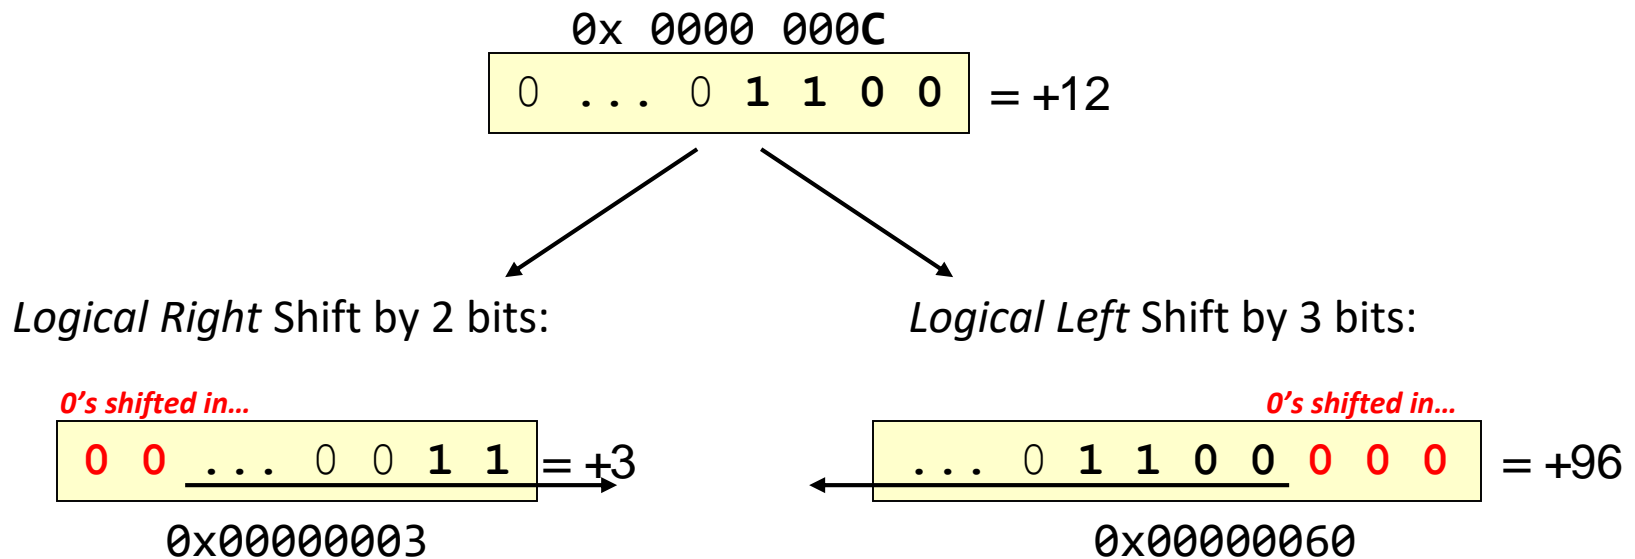 0x 0000 000C
0 ... 0 1 1 0 0 = +12
Logical Right Shift by 2 bits:
Logical Left Shift by 3 bits:
0’s shifted in…
0’s shifted in…
0 0 ... 0 0 1 1 = +3
... 0 1 1 0 0 0 0 0 = +96
0x00000003
0x00000060